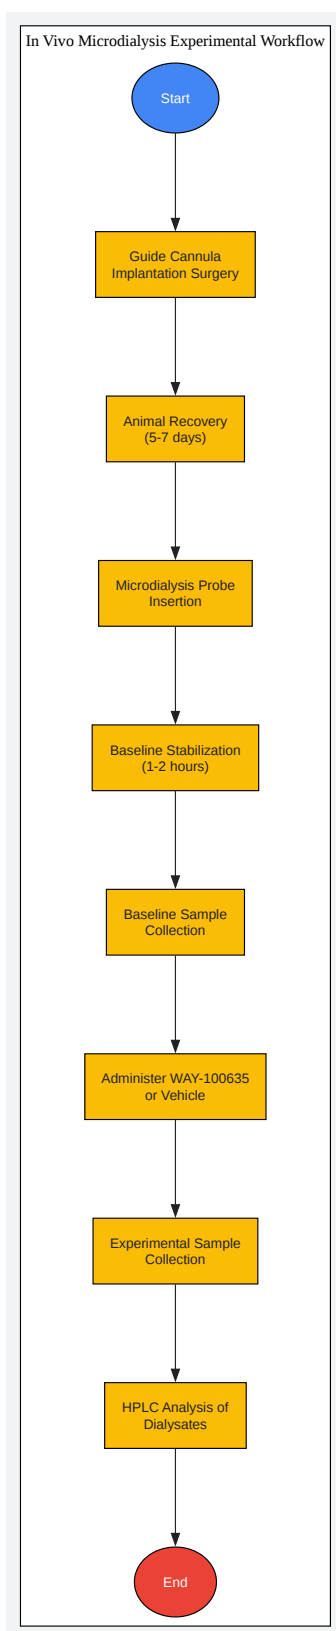 In Vivo Microdialysis Experimental Workflow
Start
Guide Cannula
Implantation Surgery
Animal Recovery
(5-7 days)
Microdialysis Probe
Insertion
Baseline Stabilization
(1-2 hours)
Baseline Sample
Collection
Administer WAY-100635
or Vehicle
Experimental Sample
Collection
HPLC Analysis of
Dialysates
End